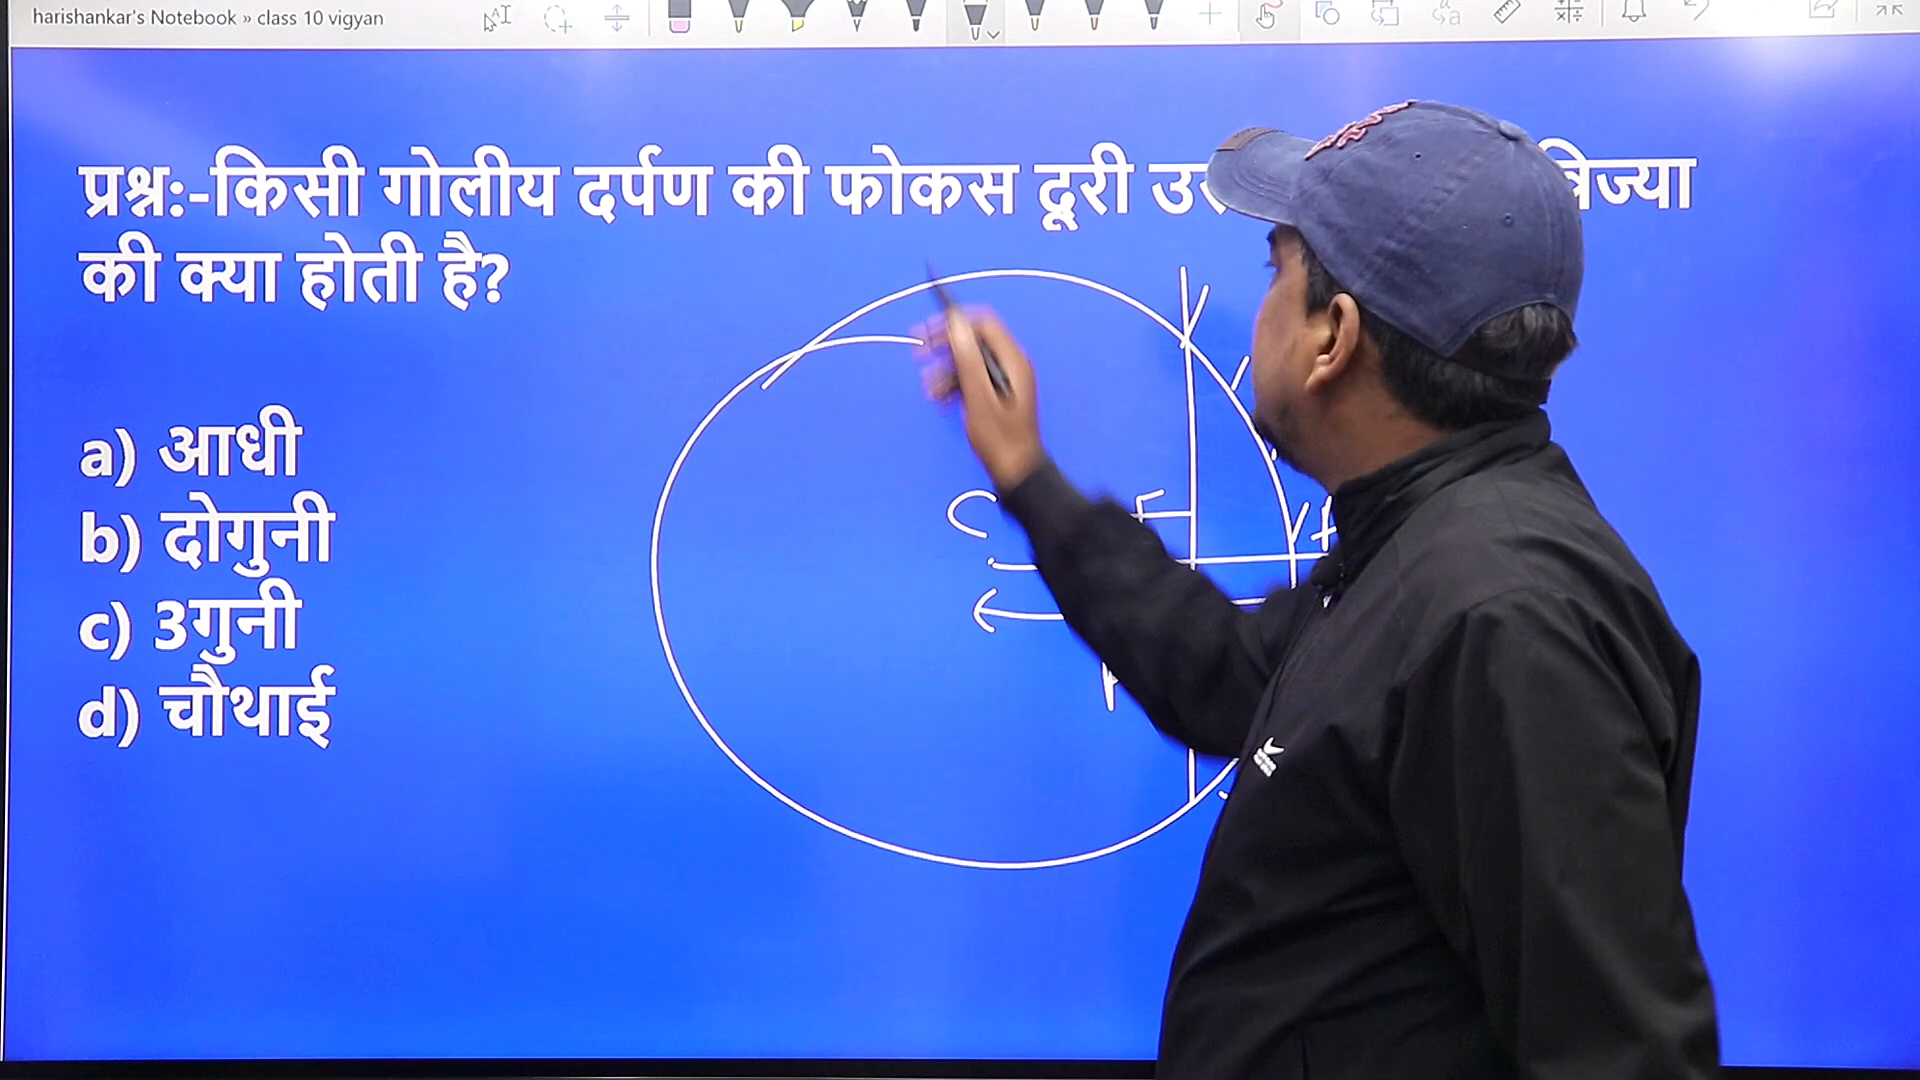 harishankar's Notebook » class 10 vigyan
प्रश्न:-किसी गोलीय दर्पण की फोकस दूरी
की क्या होती है?
a) आधी
b) दोगुनी
c) 3गुनी
d) चौथाई
C F